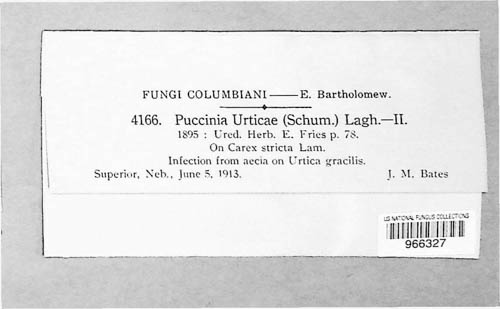 FUNGI COLUMBIANI — E. Bartholomew.
4166. Puccinia Urticae (Schum.) Lagh.—II.
1895 : Ured. Herb. E. Fries p. 78.
On Carex stricta Lam.
Infection from aecia on Urtica gracilis.
Superior, Neb., June 5, 1913. J. M. Bates
US NATIONAL FUNGUS COLLECTIONS
966327